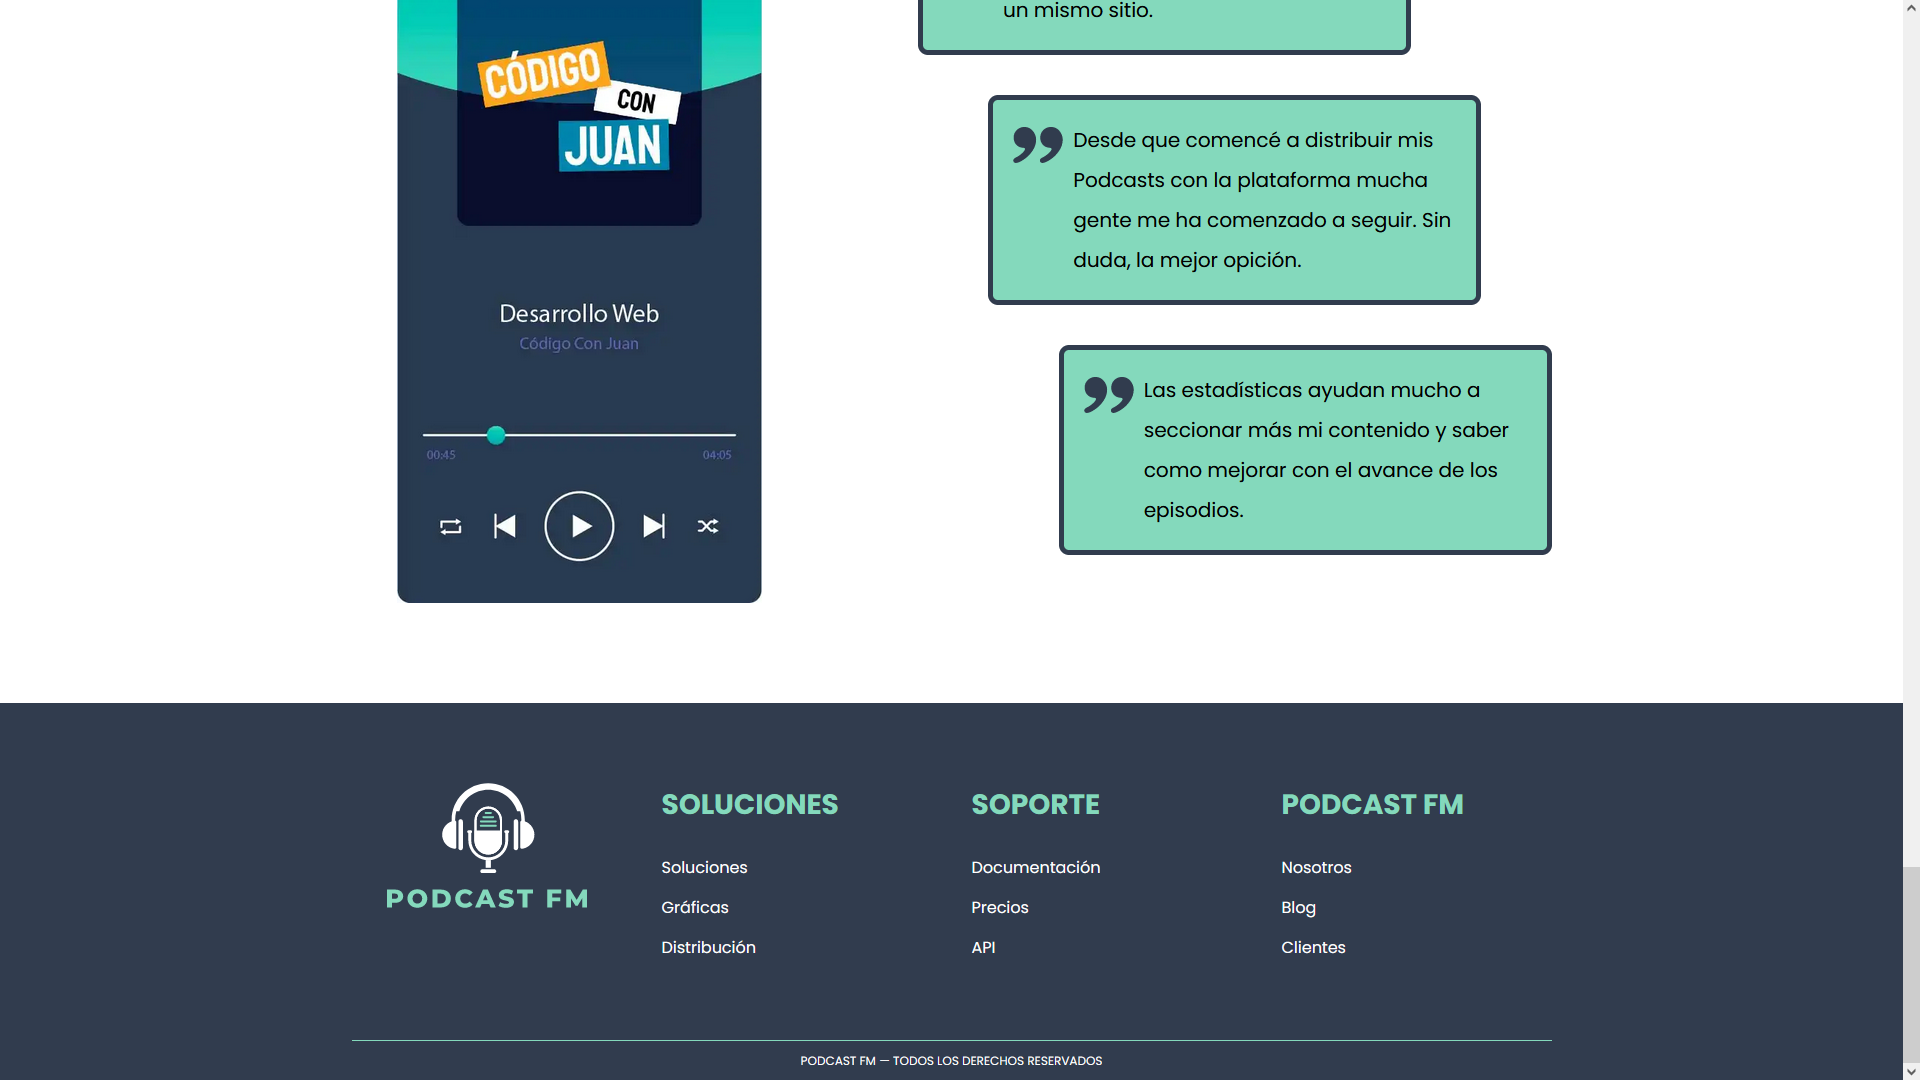 CÓDIGO
CON
JUAN
Desarrollo Web
Código Con Juan
00:45
04:05
un mismo sitio.
Desde que comencé a distribuir mis
Podcasts con la plataforma mucha
gente me ha comenzado a seguir. Sin
duda, la mejor opición.
Las estadísticas ayudan mucho a
seccionar más mi contenido y saber
como mejorar con el avance de los
episodios.
PODCAST FM
SOLUCIONES
Soluciones
Gráficas
Distribución
SOPORTE
Documentación
Precios
API
PODCAST FM
Nosotros
Blog
Clientes
PODCAST FM — TODOS LOS DERECHOS RESERVADOS